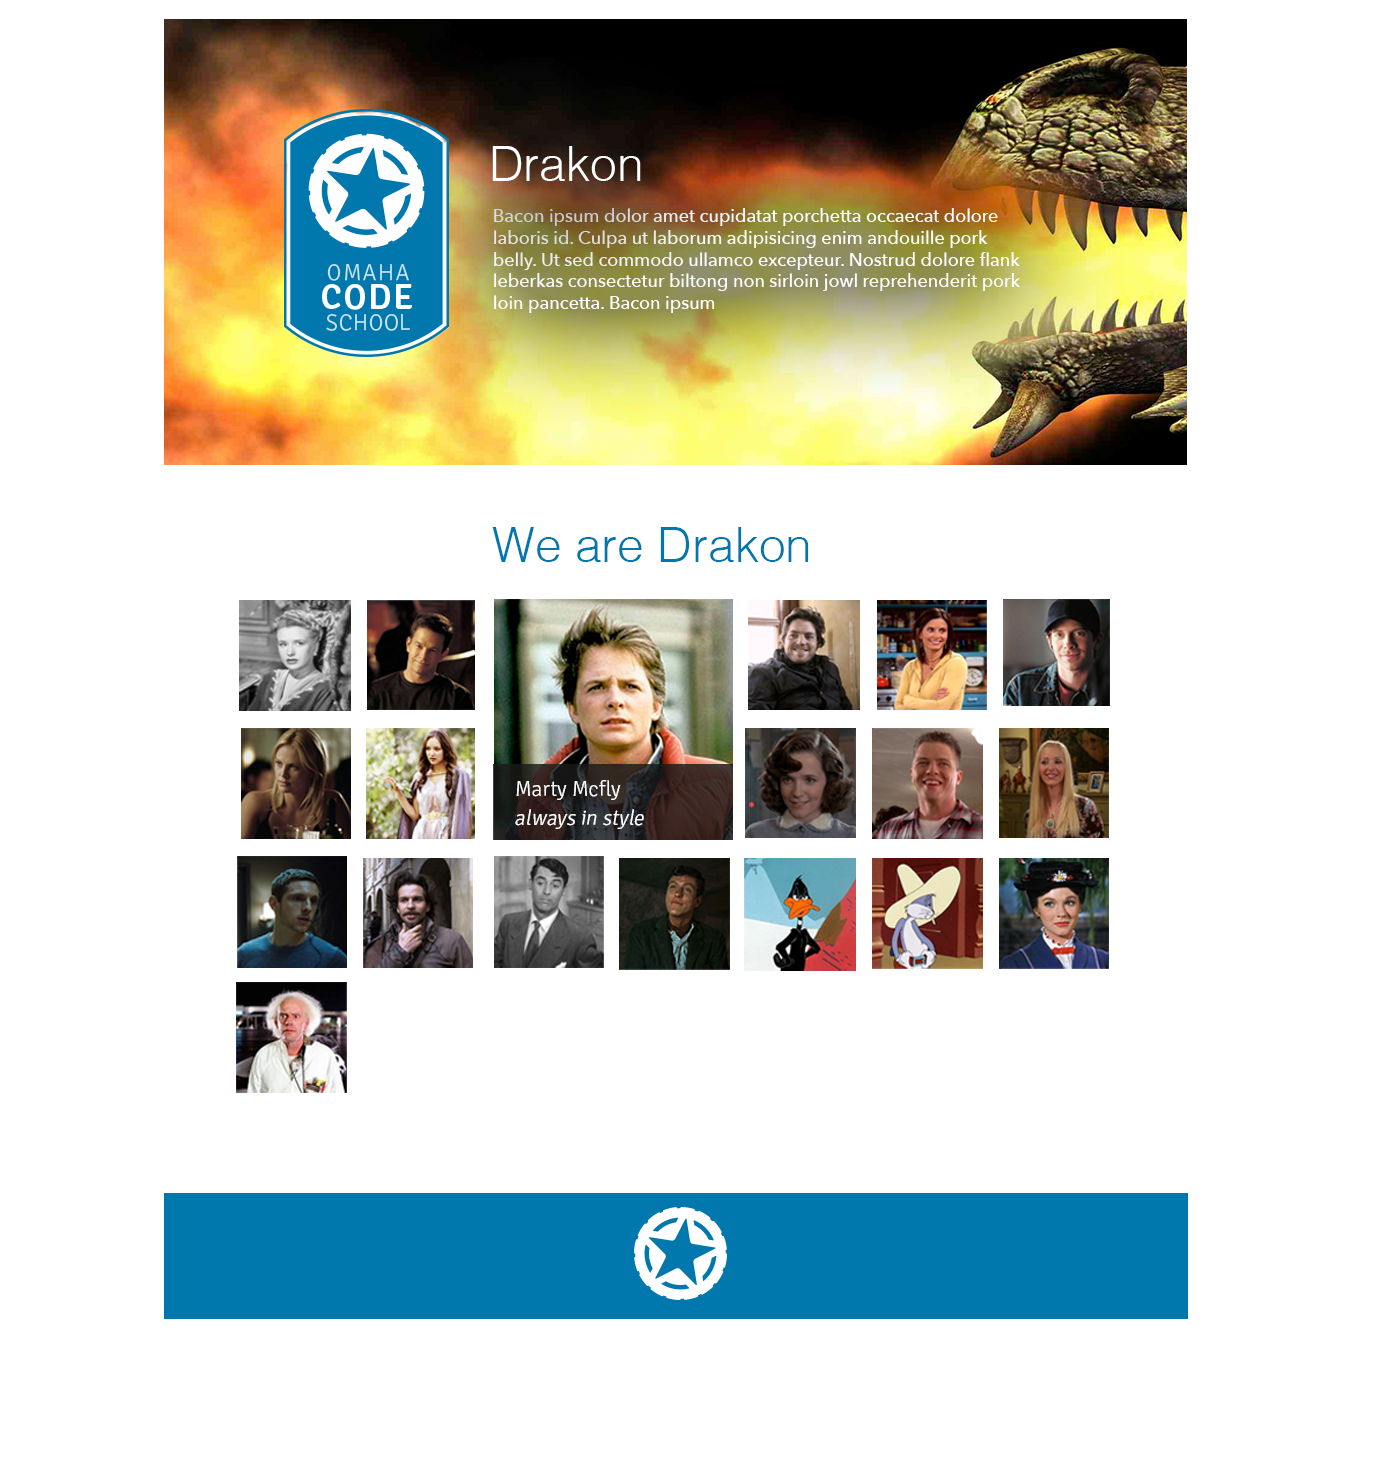 OMAHA
CODE
SCHOOL
Drakon
Bacon ipsum dolor amet cupidatat porchetta occaecat dolore
laboris id. Culpa ut laborum adipisicing enim andouille pork
belly. Ut sed commodo ullamco excepteur. Nostrud dolore flank
leberkas consectetur biltong non sirloin jowl reprehenderit pork
loin pancetta. Bacon ipsum
We are Drakon
Marty Mcfly
always in style